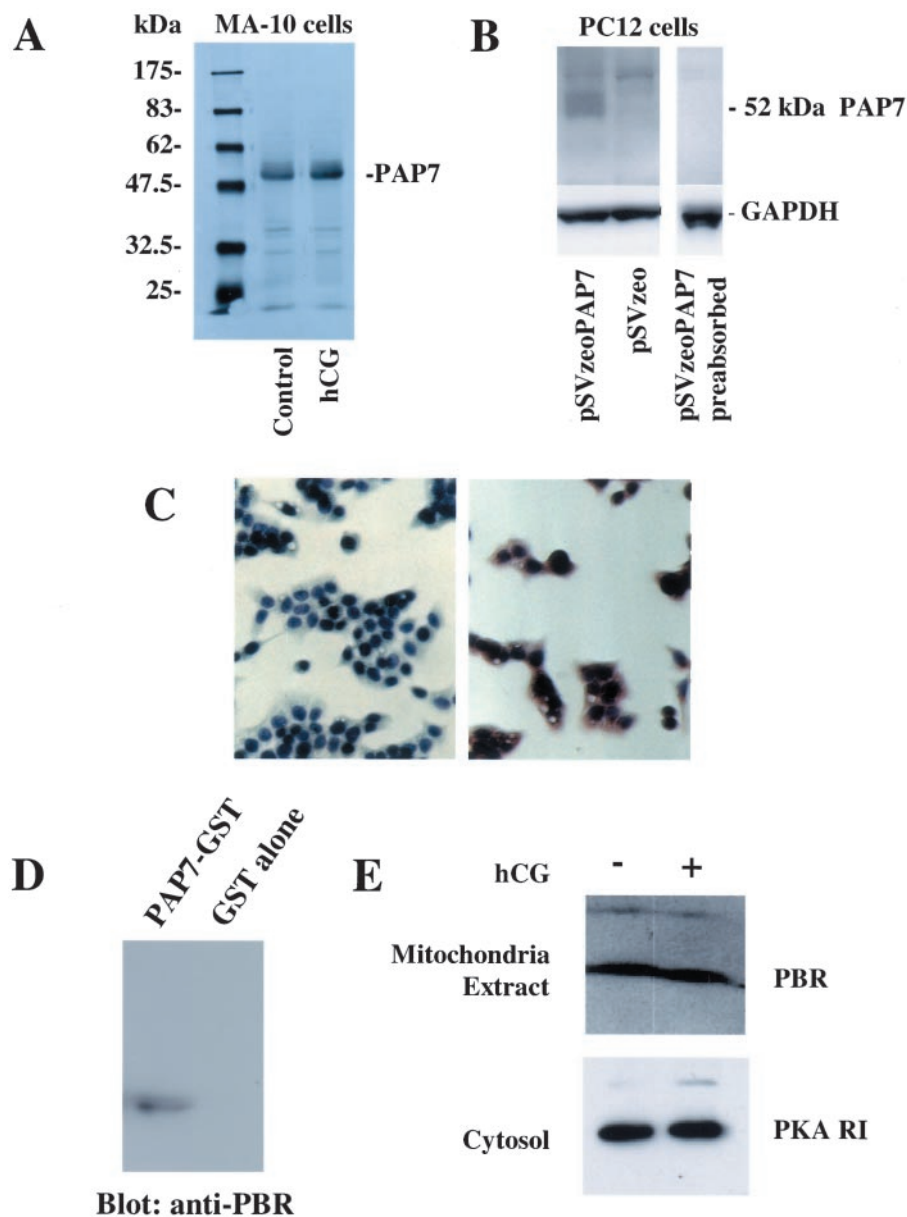 A
kDa
MA-10 cells
175-
83-
62-
47.5-
32.5-
25-
-PAP7
Control
hCG
B
PC12 cells
- 52 kDa PAP7
- GAPDH
pSVzeoPAP7
pSVzeo
pSVzeoPAP7
preabsorbed
C
D
PAP7-GST
GST alone
Blot: anti-PBR
E
hCG
- +
Mitochondria
Extract
PBR
Cytosol
PKA RI